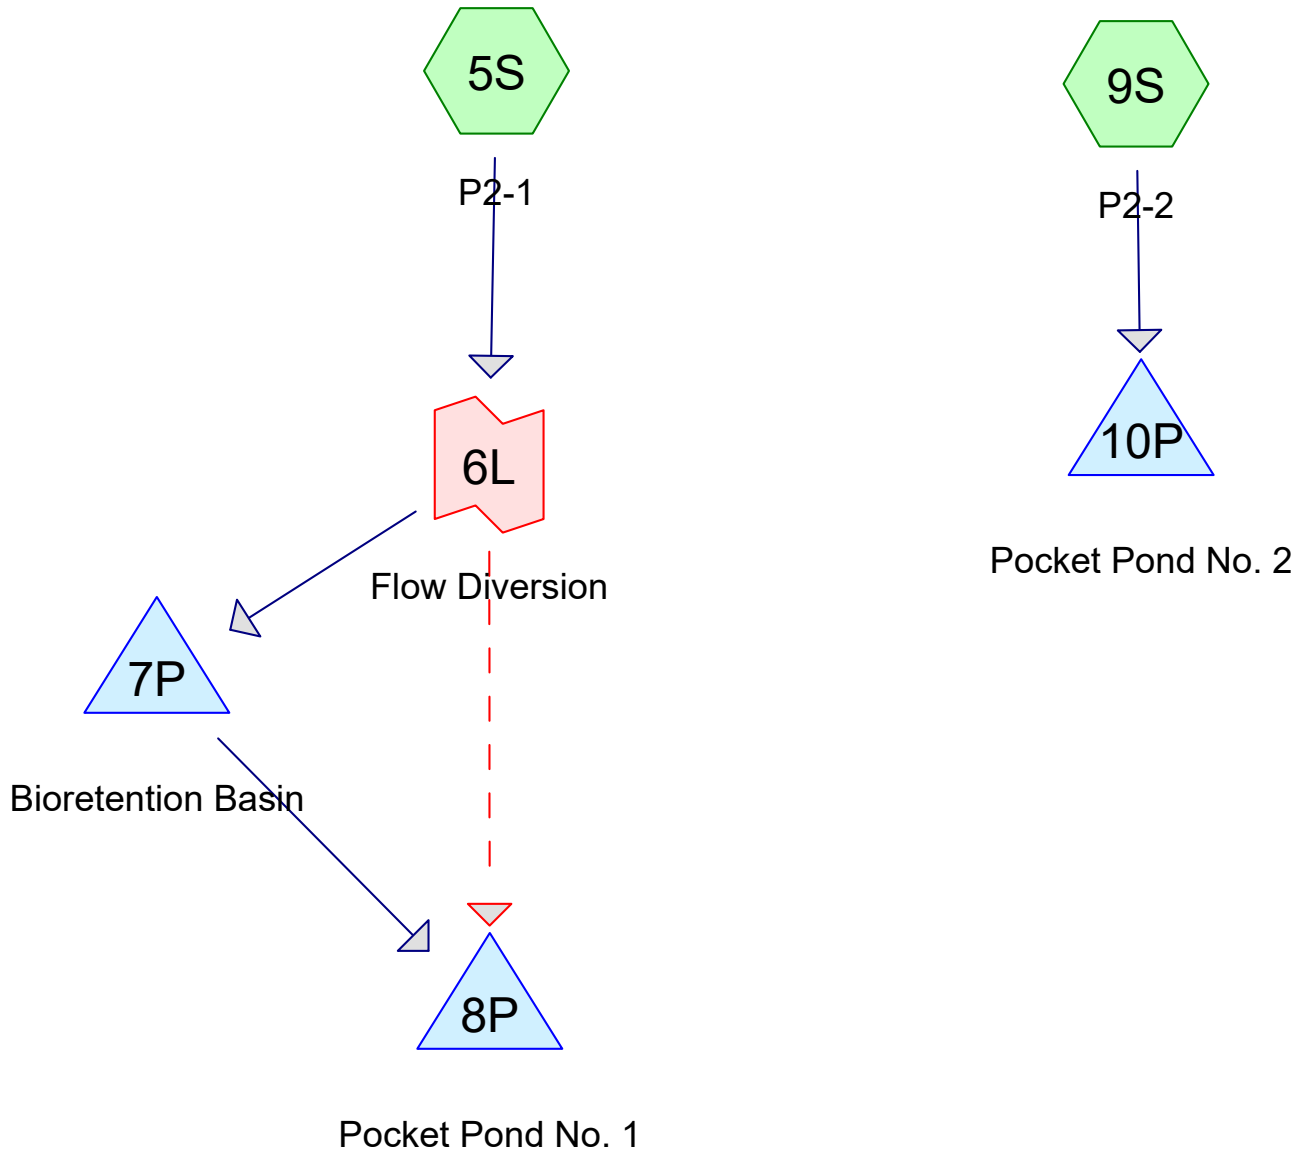 5S
9S
P2-1
P2-2
6L
10P
Pocket Pond No. 2
Flow Diversion
7P
Bioretention Basin
8P
Pocket Pond No. 1